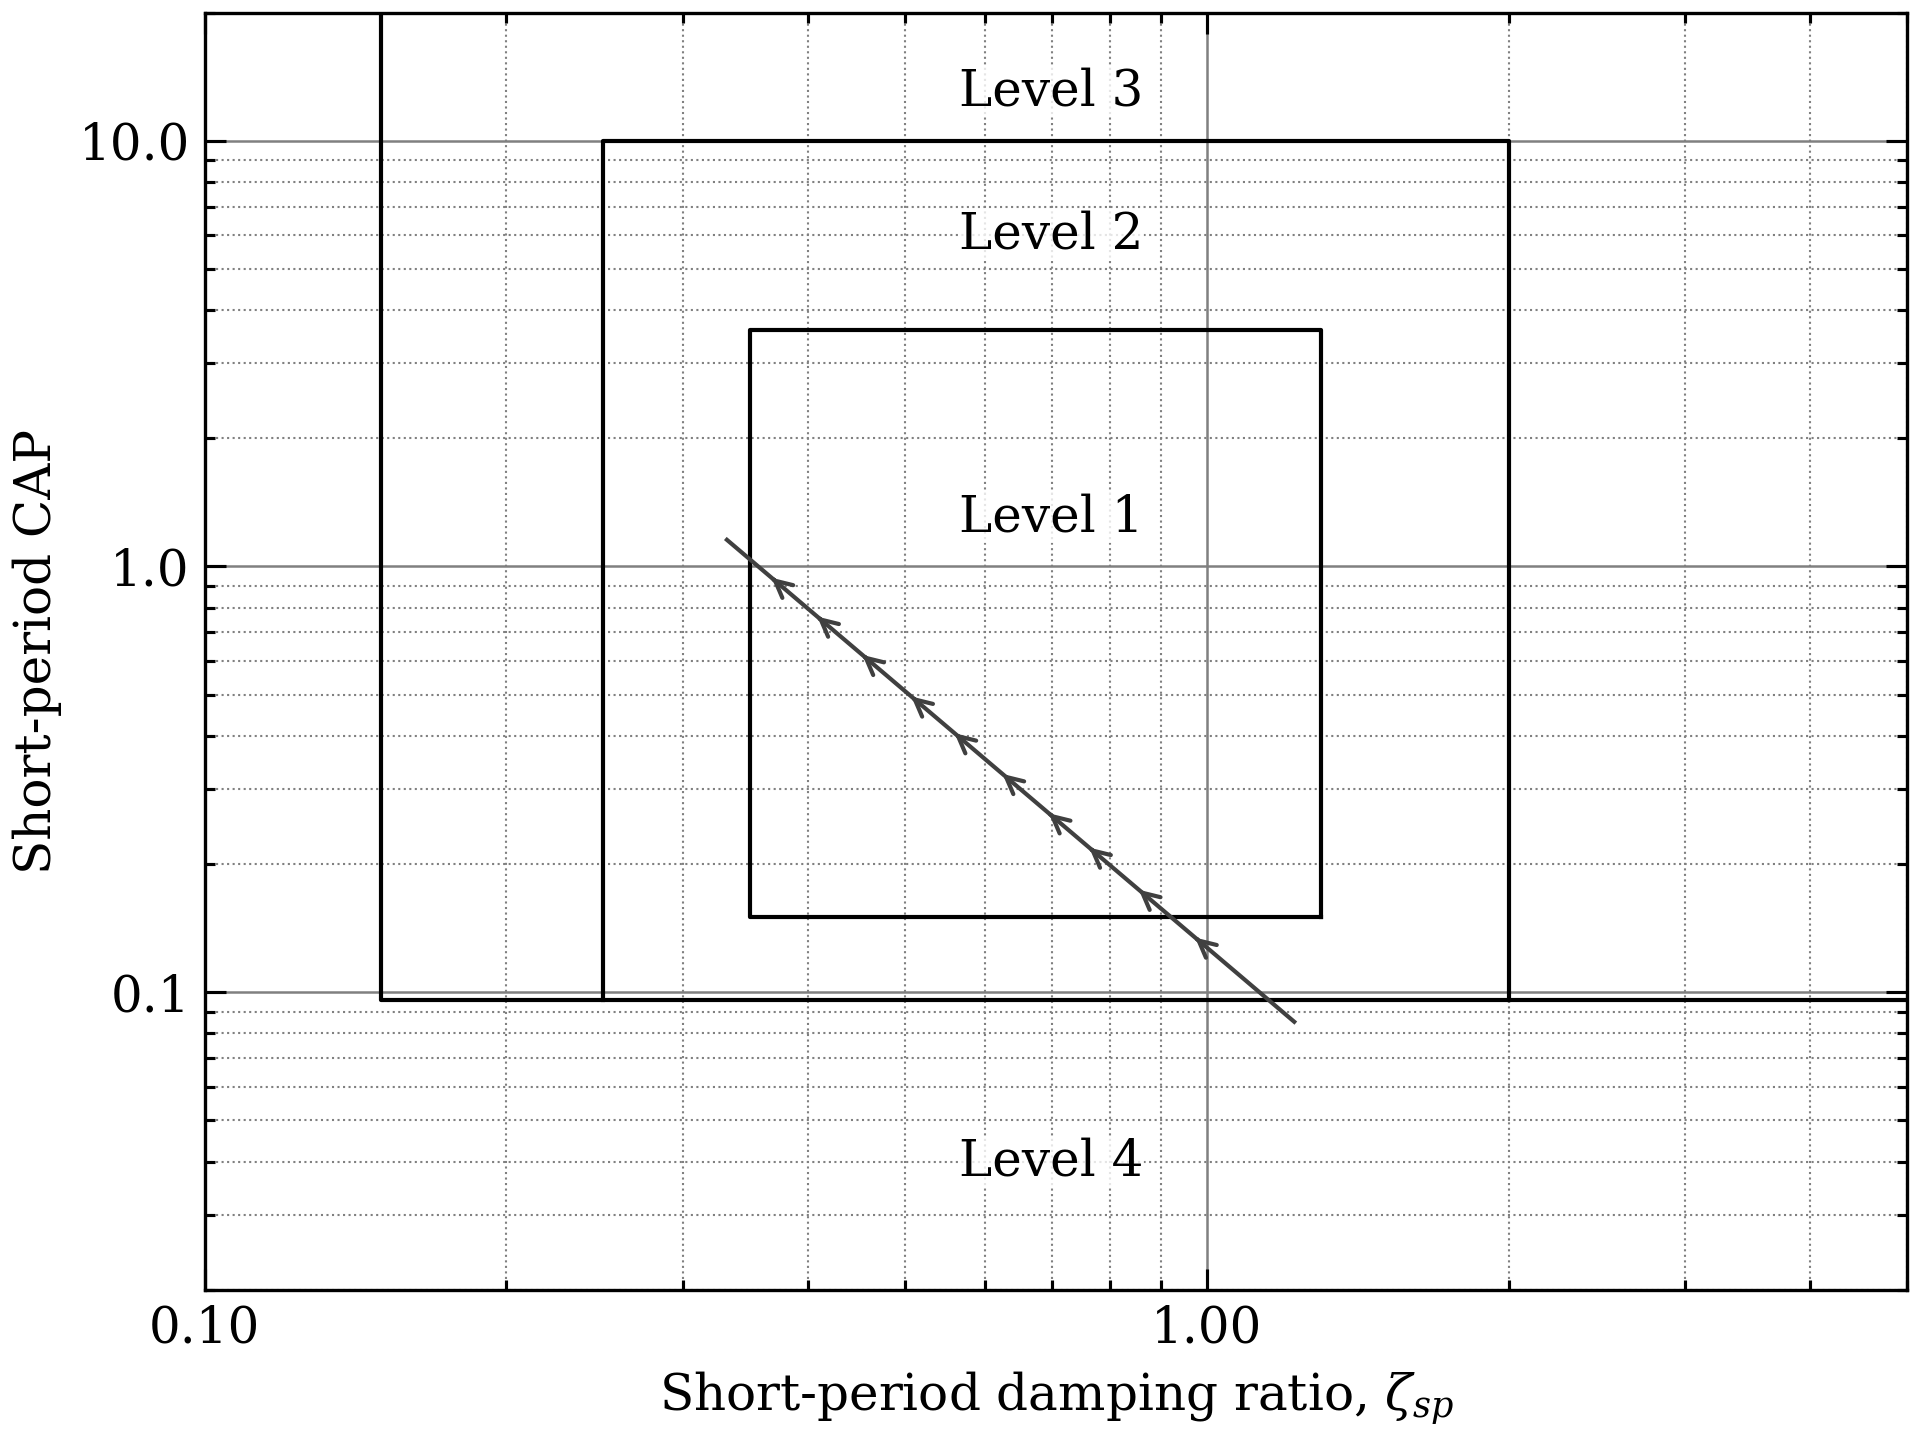 Level 3
10.0
Level 2
Level 1
1.0
Short-period CAP
0.1
Level 4
0.10
1.00
Short-period damping ratio, ζsp